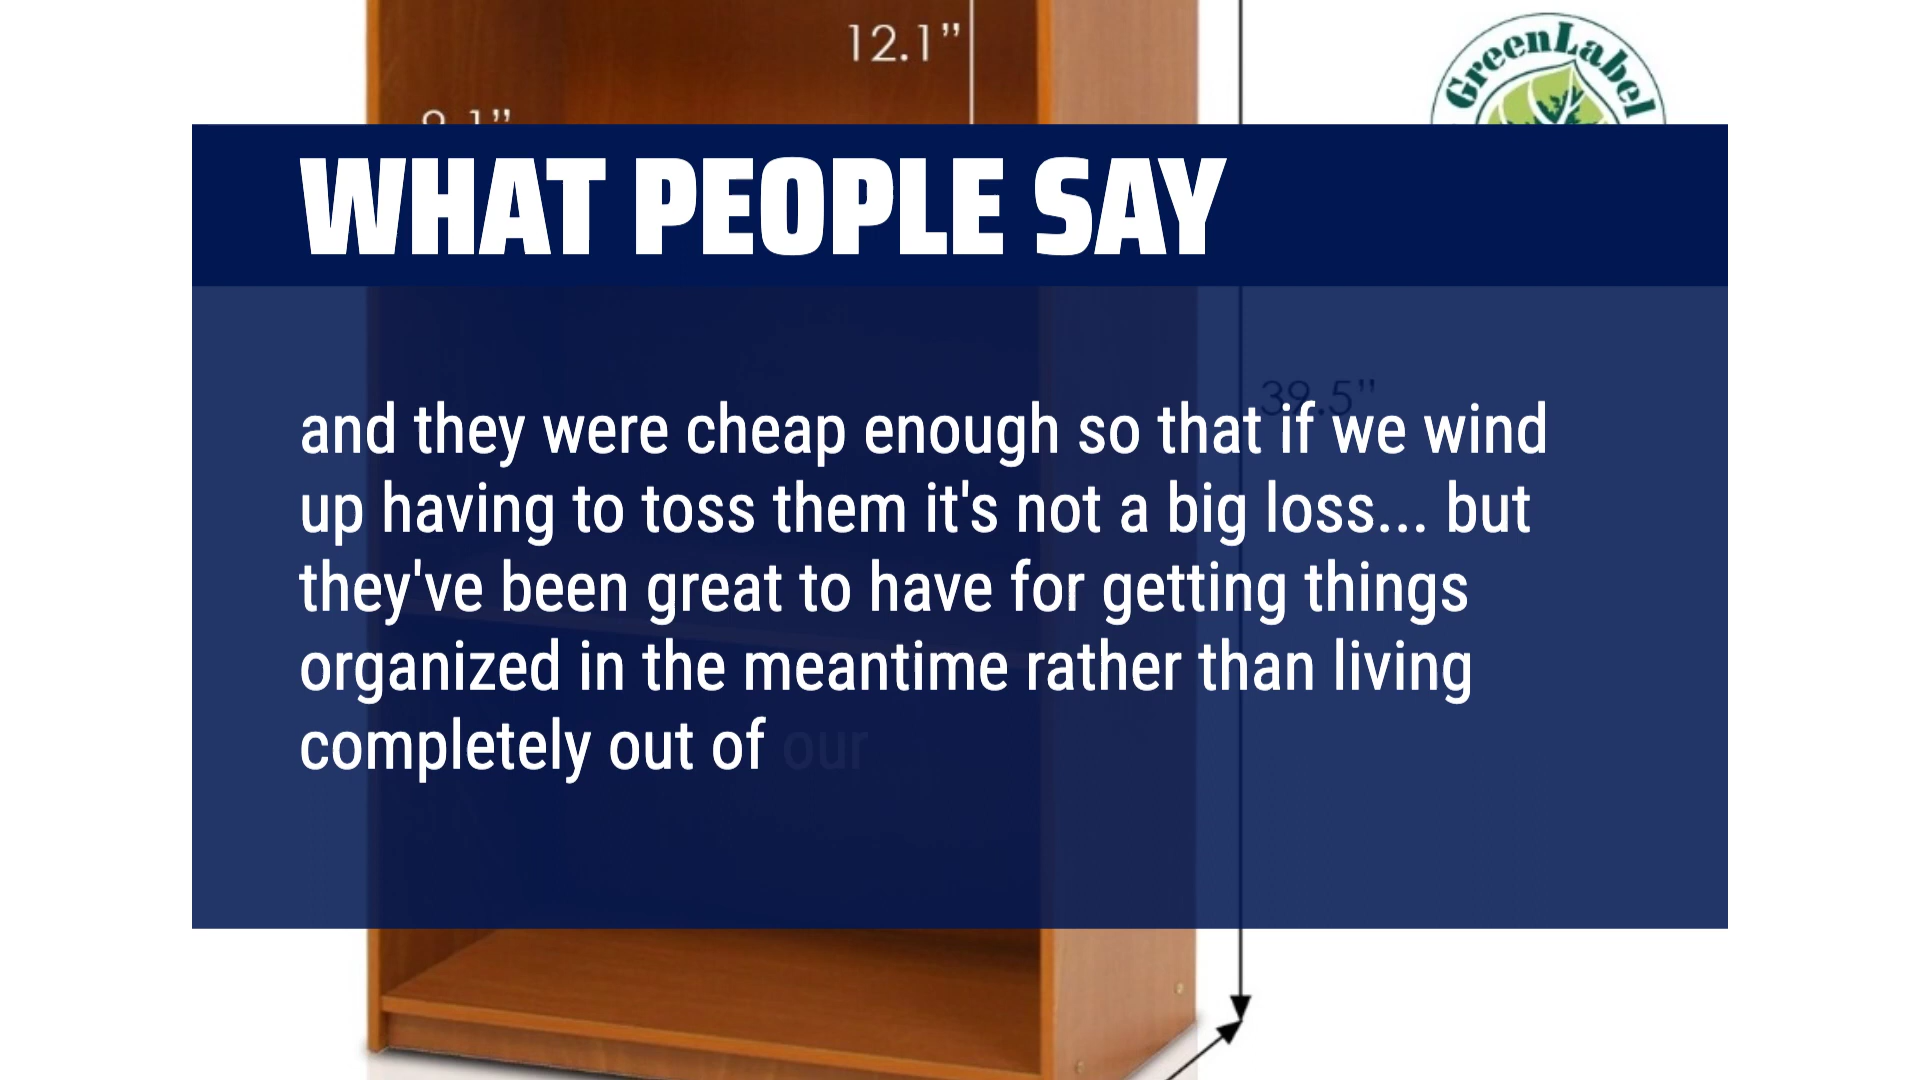 12.1”
GreenLabel
WHAT PEOPLE SAY
39.5”
and they were cheap enough so that if we wind
up having to toss them it's not a big loss... but
they've been great to have for getting things
organized in the meantime rather than living
completely out of our